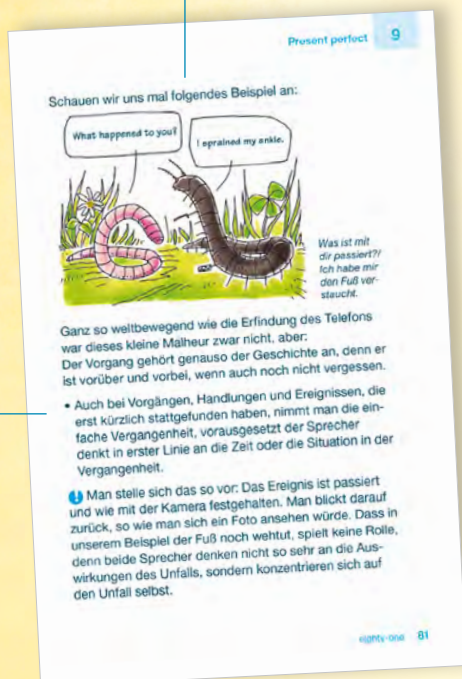 Present perfect 9
Schauen wir uns mal folgendes Beispiel an:
What happened to you?
I sprained my ankle.
Was ist mit
dir passiert?/
Ich habe mir
den Fuß ver-
staucht.
Ganz so weltbewegend wie die Erfindung des Telefons
war dieses kleine Malheur zwar nicht, aber:
Der Vorgang gehört genauso der Geschichte an, denn er
ist vorüber und vorbei, wenn auch noch nicht vergessen.
• Auch bei Vorgängen, Handlungen und Ereignissen, die
erst kürzlich stattgefunden haben, nimmt man die ein-
fache Vergangenheit, vorausgesetzt der Sprecher
denkt in erster Linie an die Zeit oder die Situation in der
Vergangenheit.
! Man stelle sich das so vor: Das Ereignis ist passiert
und wie mit der Kamera festgehalten. Man blickt darauf
zurück, so wie man sich ein Foto ansehen würde. Dass in
unserem Beispiel der Fuß noch wehtut, spielt keine Rolle,
denn beide Sprecher denken nicht so sehr an die Aus-
wirkungen des Unfalls, sondern konzentrieren sich auf
den Unfall selbst.
eighty-one 81